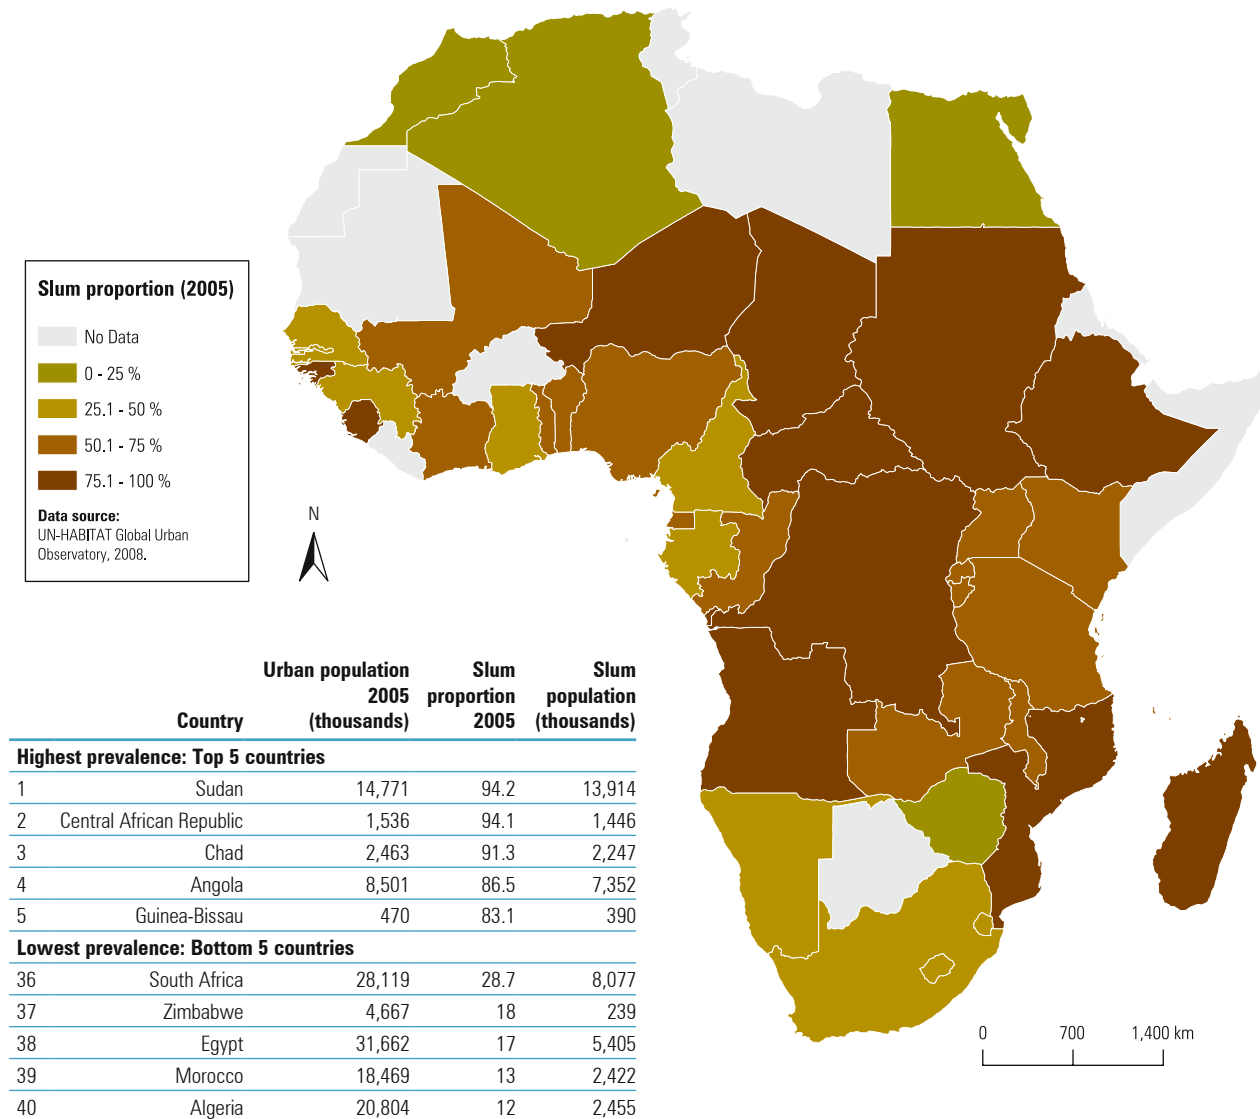 Slum proportion (2005)
No Data
0 - 25 %
25.1 - 50 %
50.1 - 75 %
75.1 - 100 %
Data source:
UN-HABITAT Global Urban
Observatory, 2008.
N
Urban population Slum Slum
2005 proportion population
Country (thousands) 2005 (thousands)
Highest prevalence: Top 5 countries
1 Sudan 14,771 94.2 13,914
2 Central African Republic 1,536 94.1 1,446
3 Chad 2,463 91.3 2,247
4 Angola 8,501 86.5 7,352
5 Guinea-Bissau 470 83.1 390
Lowest prevalence: Bottom 5 countries
36 South Africa 28,119 28.7 8,077
37 Zimbabwe 4,667 18 239
38 Egypt 31,662 17 5,405
39 Morocco 18,469 13 2,422
40 Algeria 20,804 12 2,455
0 700 1,400 km